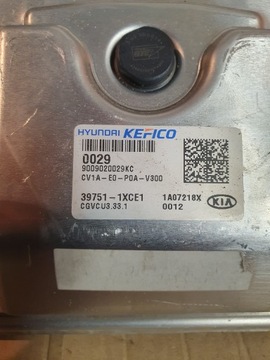 HYUNDAI KEFICO
0029
9009020029KC
CV1A-E0-P0A-V300
39751-1XCE1
1A07218X
CGVCU3.33.1
0012
KIA